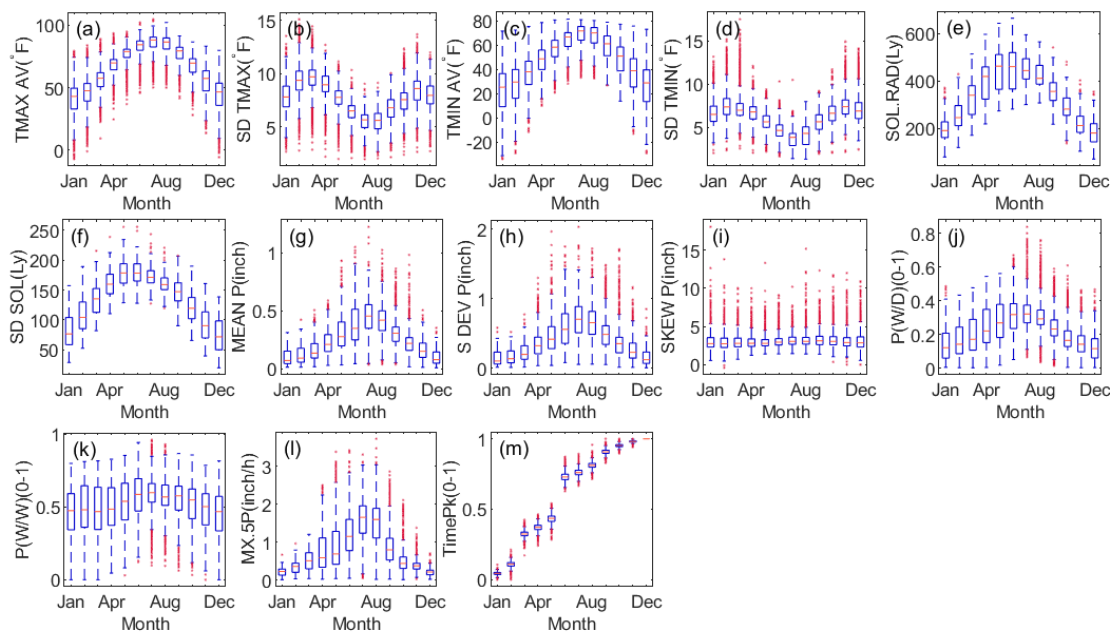 (a)
TMAX AV(°F)
100
50
0
Jan Apr Aug Dec
Month
(b)
SD TMAX(°F)
15
10
5
Jan Apr Aug Dec
Month
(c)
TMIN AV(°F)
80
60
40
20
0
-20
Jan Apr Aug Dec
Month
(d)
SD TMIN(°F)
15
10
5
Jan Apr Aug Dec
Month
(e)
SOL.RAD(Ly)
600
400
200
Jan Apr Aug Dec
Month
(f)
SD SOL(Ly)
250
200
150
100
50
Jan Apr Aug Dec
Month
(g)
MEAN P(inch)
1
0.5
0
Jan Apr Aug Dec
Month
(h)
S DEV P(inch)
2
1
0
Jan Apr Aug Dec
Month
(i)
SKEW P(inch)
15
10
5
0
Jan Apr Aug Dec
Month
(j)
P(W/D)(0-1)
0.8
0.6
0.4
0.2
0
Jan Apr Aug Dec
Month
(k)
P(W/W)(0-1)
1
0.5
0
Jan Apr Aug Dec
Month
(l)
MX.5P(inch/h)
3
2
1
0
Jan Apr Aug Dec
Month
(m)
TimePk(0-1)
1
0.5
0
Jan Apr Aug Dec
Month